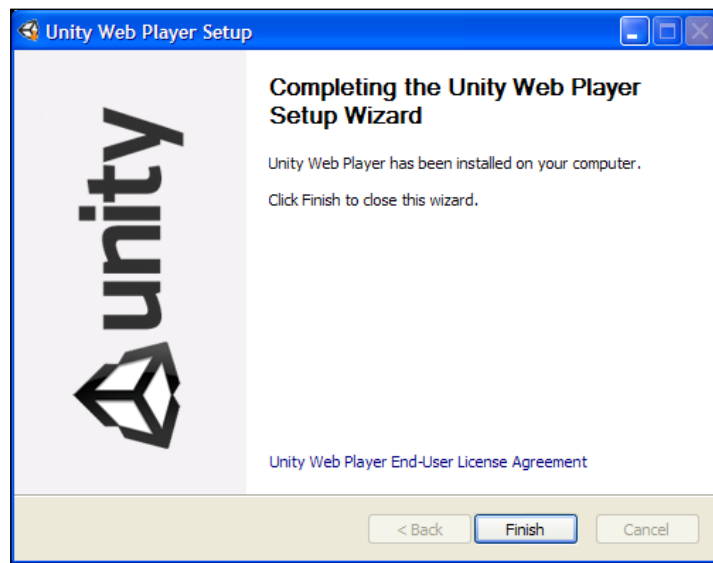 Unity Web Player Setup
Completing the Unity Web Player
Setup Wizard
Unity Web Player has been installed on your computer.
Click Finish to close this wizard.
unity
Unity Web Player End-User License Agreement
< Back
Finish
Cancel